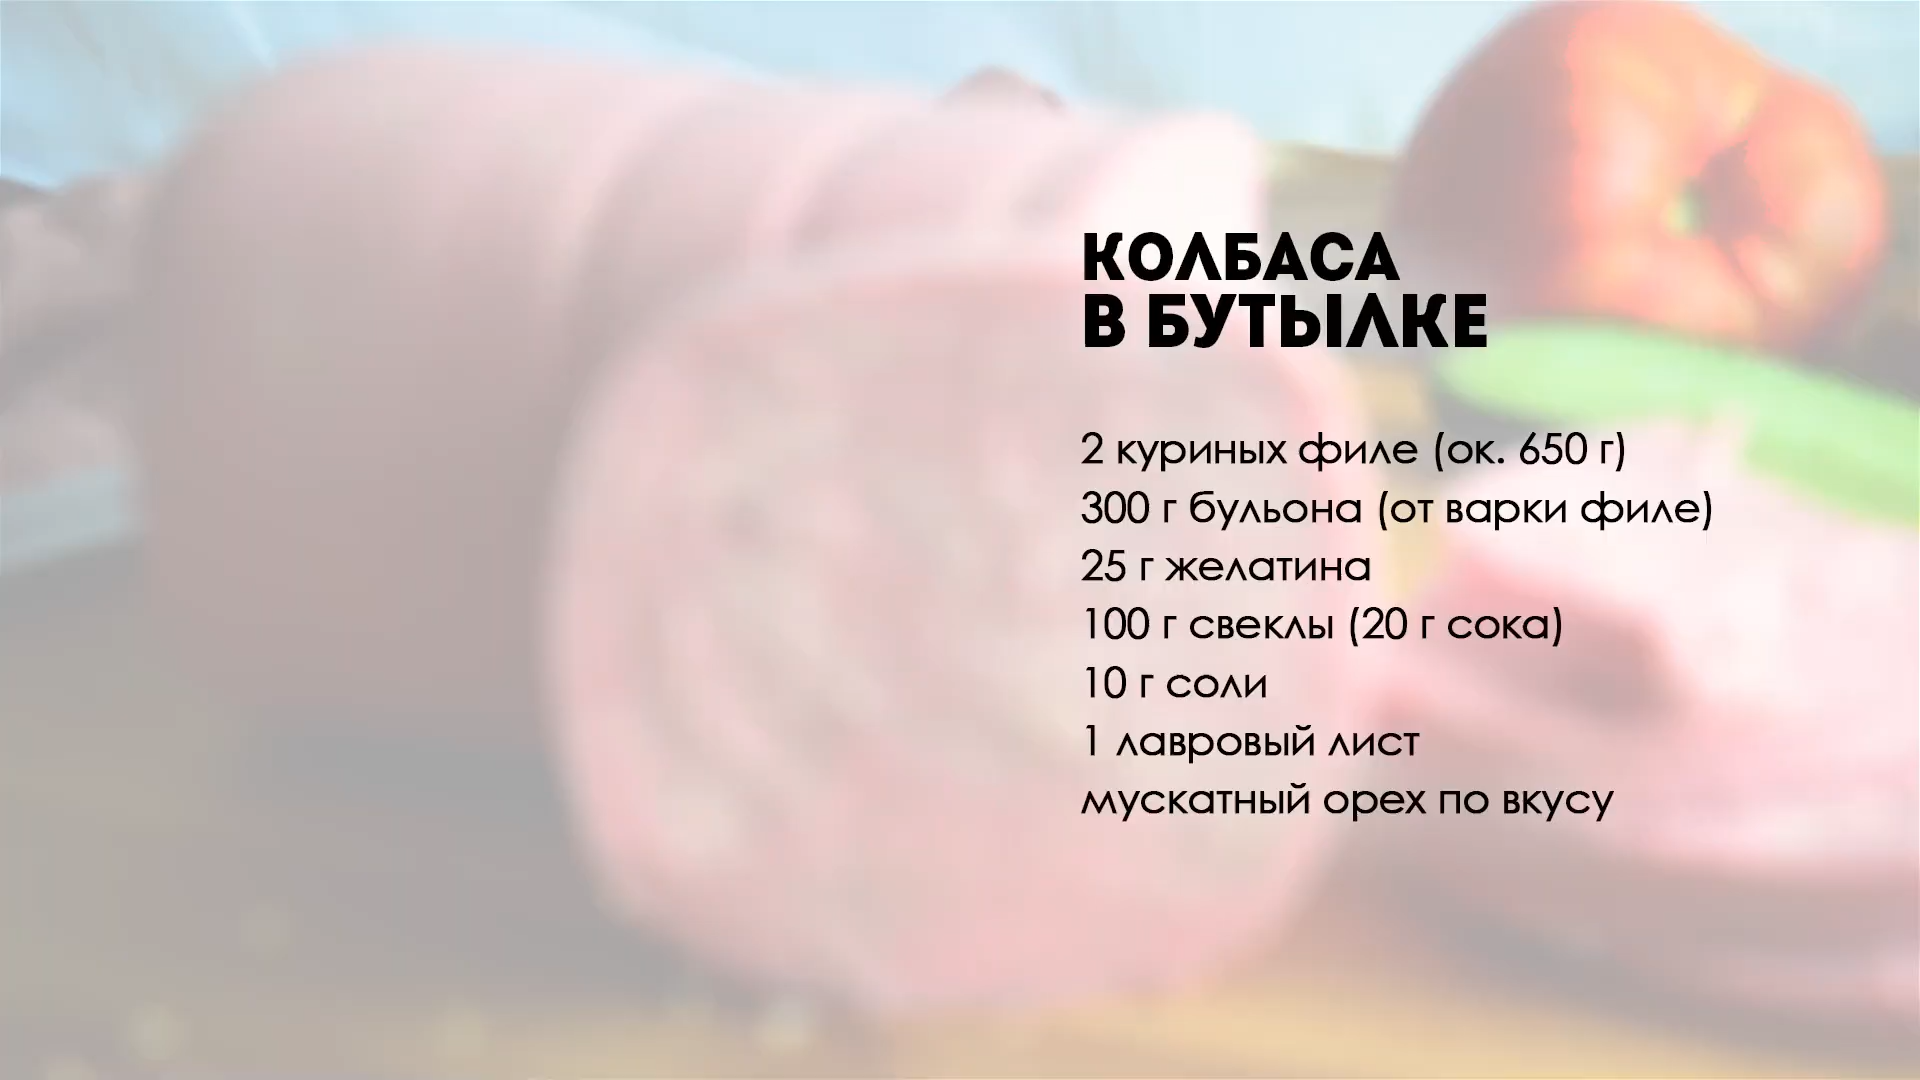 КОЛБАСА
В БУТЫЛКЕ
2 куриных филе (ок. 650 г)
300 г бульона (от варки филе)
25 г желатина
100 г свеклы (20 г сока)
10 г соли
1 лавровый лист
мускатный орех по вкусу